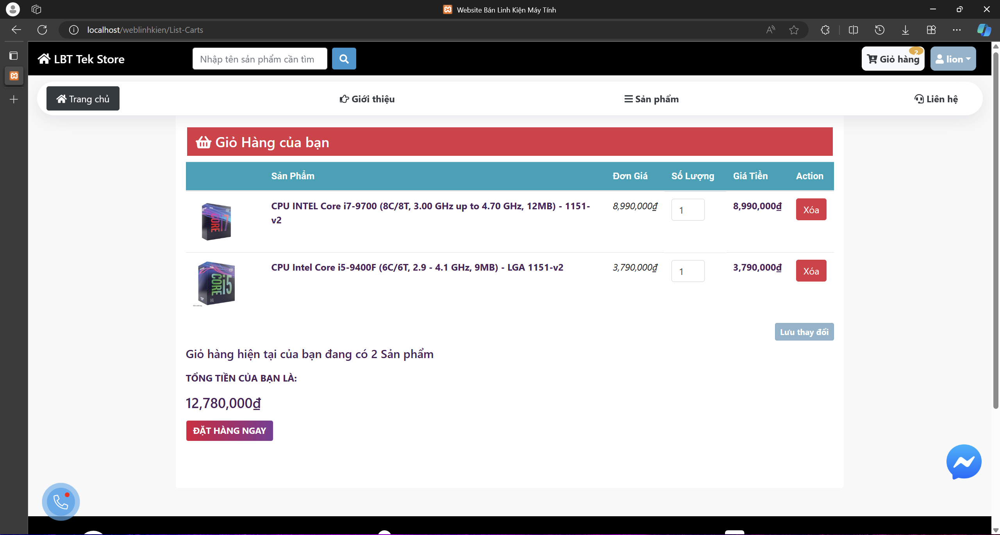 Website Bán Linh Kiện Máy Tính
localhost/weblinhkien/List-Carts
LBT Tek Store
Nhập tên sản phẩm cần tìm
2
Giỏ hàng
lion
Trang chủ
Giới thiệu
Sản phẩm
Liên hệ
Giỏ Hàng của bạn
Sản Phẩm Đơn Giá Số Lượng Giá Tiền Action
CPU INTEL Core i7-9700 (8C/8T, 3.00 GHz up to 4.70 GHz, 12MB) - 1151-
v2
8,990,000₫ 1 8,990,000₫ Xóa
CORE i7
CPU Intel Core i5-9400F (6C/6T, 2.9 - 4.1 GHz, 9MB) - LGA 1151-v2
3,790,000₫ 1 3,790,000₫ Xóa
CORE i5
Lưu thay đổi
Giỏ hàng hiện tại của bạn đang có 2 Sản phẩm
TỔNG TIỀN CỦA BẠN LÀ:
12,780,000₫
ĐẶT HÀNG NGAY